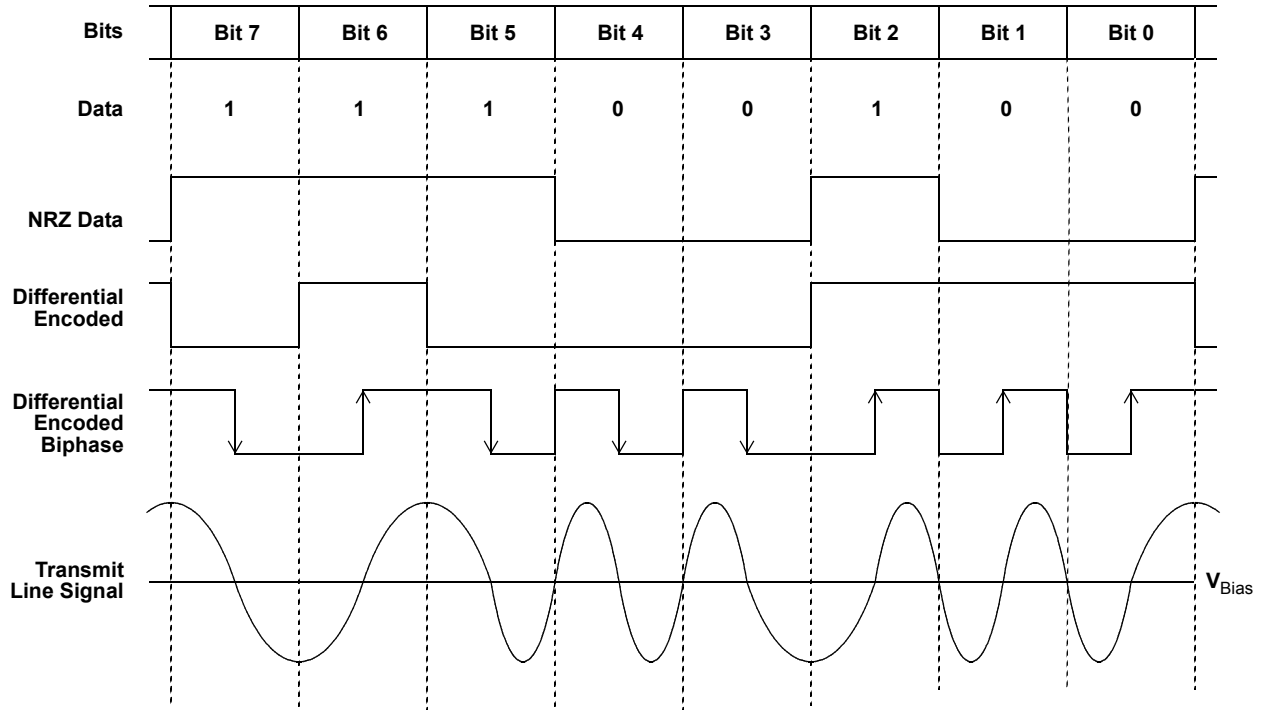 Bits Bit 7 Bit 6 Bit 5 Bit 4 Bit 3 Bit 2 Bit 1 Bit 0
Data 1 1 1 0 0 1 0 0
NRZ Data
Differential
Encoded
Differential
Encoded
Biphase
Transmit
Line Signal
VBias